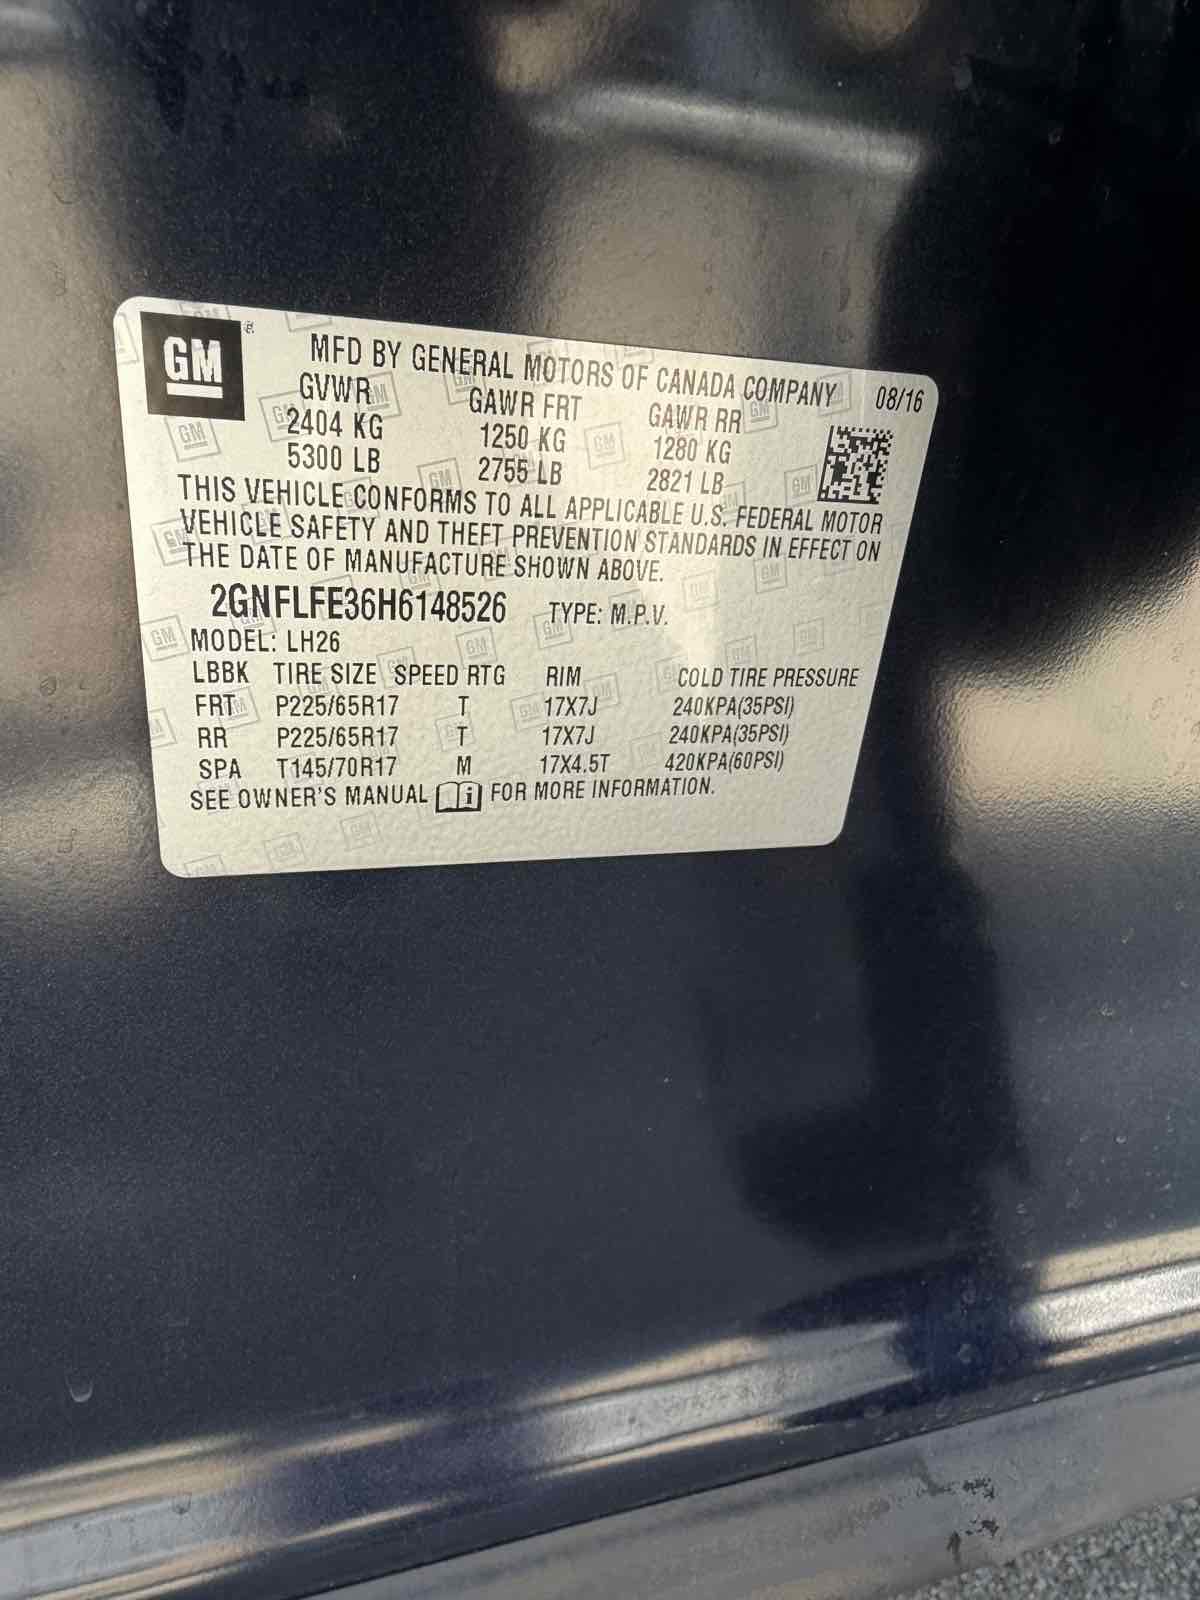 GM
MFD BY GENERAL MOTORS OF CANADA COMPANY 08/16
GVWR GAWR FRT GAWR RR
2404 KG 1250 KG 1280 KG
5300 LB 2755 LB 2821 LB
THIS VEHICLE CONFORMS TO ALL APPLICABLE U.S. FEDERAL MOTOR
VEHICLE SAFETY AND THEFT PREVENTION STANDARDS IN EFFECT ON
THE DATE OF MANUFACTURE SHOWN ABOVE.
2GNFLFE36H6148526 TYPE: M.P.V.
MODEL: LH26
LBBK TIRE SIZE SPEED RTG RIM COLD TIRE PRESSURE
FRT P225/65R17 T 17X7J 240KPA(35PSI)
RR P225/65R17 T 17X7J 240KPA(35PSI)
SPA T145/70R17 M 17X4.5T 420KPA(60PSI)
SEE OWNER'S MANUAL i FOR MORE INFORMATION.